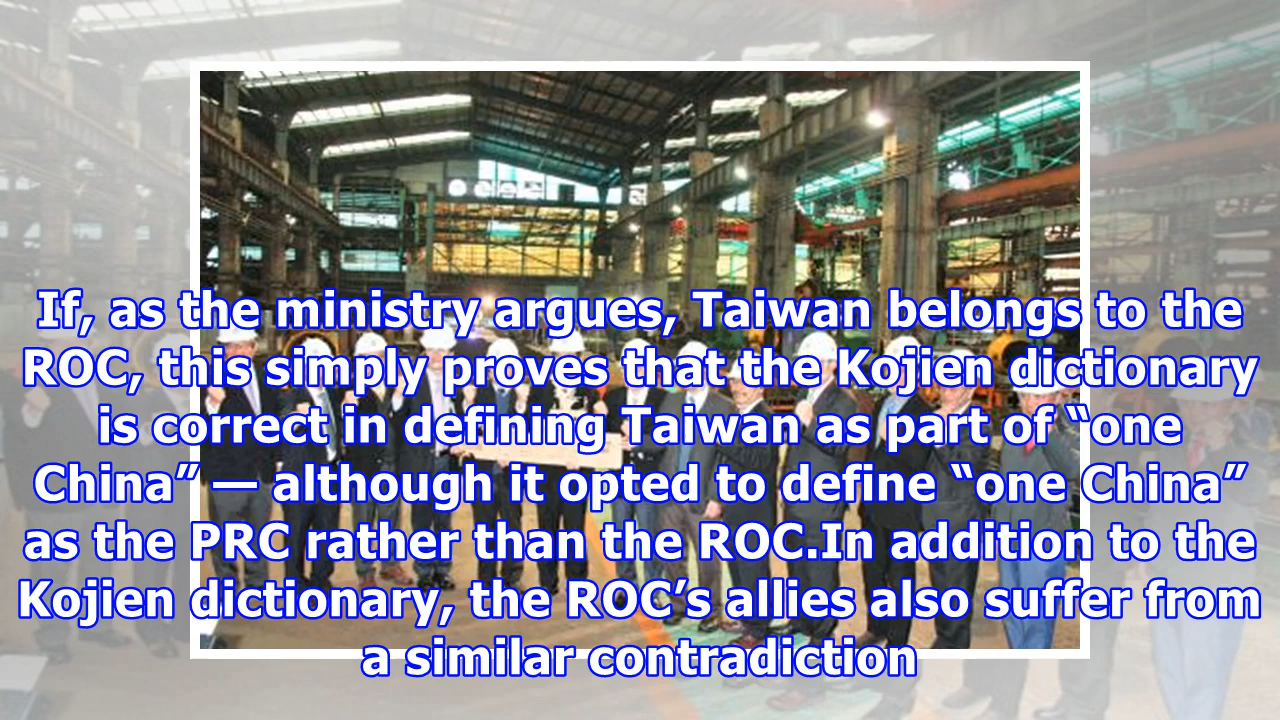 If, as the ministry argues, Taiwan belongs to the
ROC, this simply proves that the Kojien dictionary
is correct in defining Taiwan as part of “one
China” — although it opted to define “one China”
as the PRC rather than the ROC.In addition to the
Kojien dictionary, the ROC’s allies also suffer from
a similar contradiction